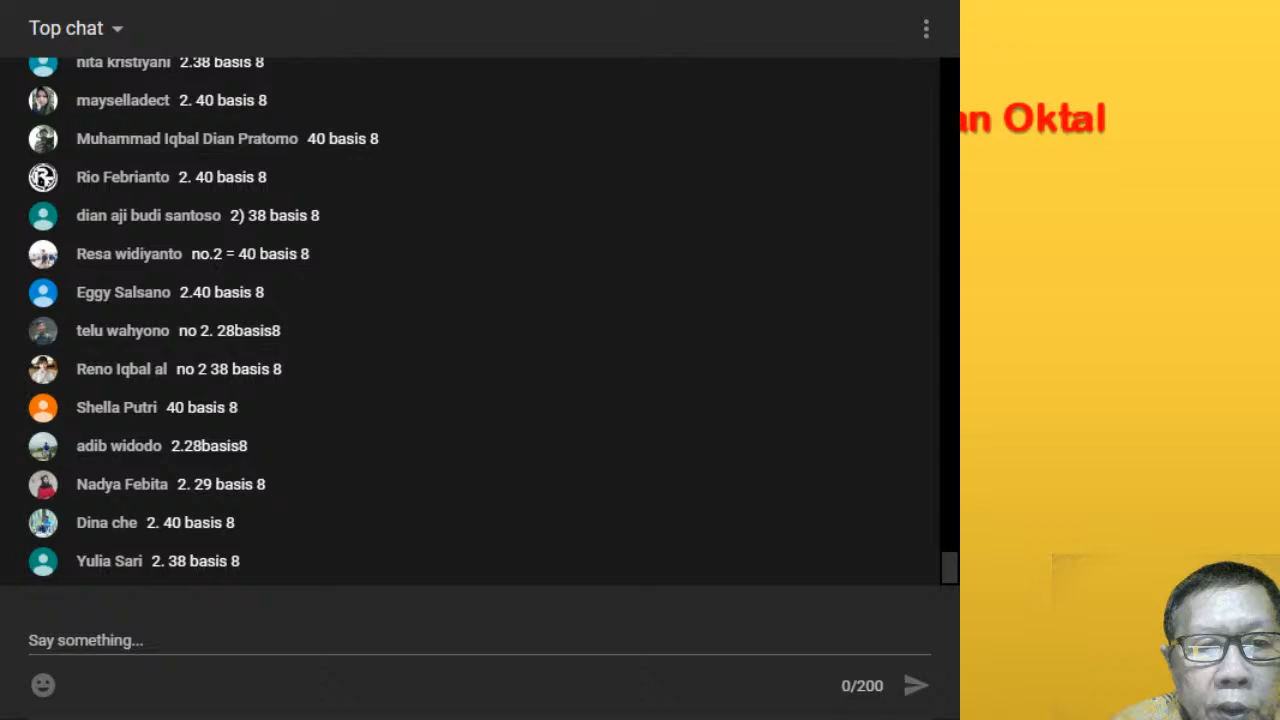 Top chat
nita kristiyani 2.38 basis 8
mayselladect 2. 40 basis 8
Muhammad Iqbal Dian Pratomo 40 basis 8
Rio Febrianto 2. 40 basis 8
dian aji budi santoso 2) 38 basis 8
Resa widiyanto no.2 = 40 basis 8
Eggy Salsano 2.40 basis 8
telu wahyono no 2. 28basis8
Reno Iqbal al no 2 38 basis 8
Shella Putri 40 basis 8
adib widodo 2.28basis8
Nadya Febita 2. 29 basis 8
Dina che 2. 40 basis 8
Yulia Sari 2. 38 basis 8
Say something...
0/200
an Oktal